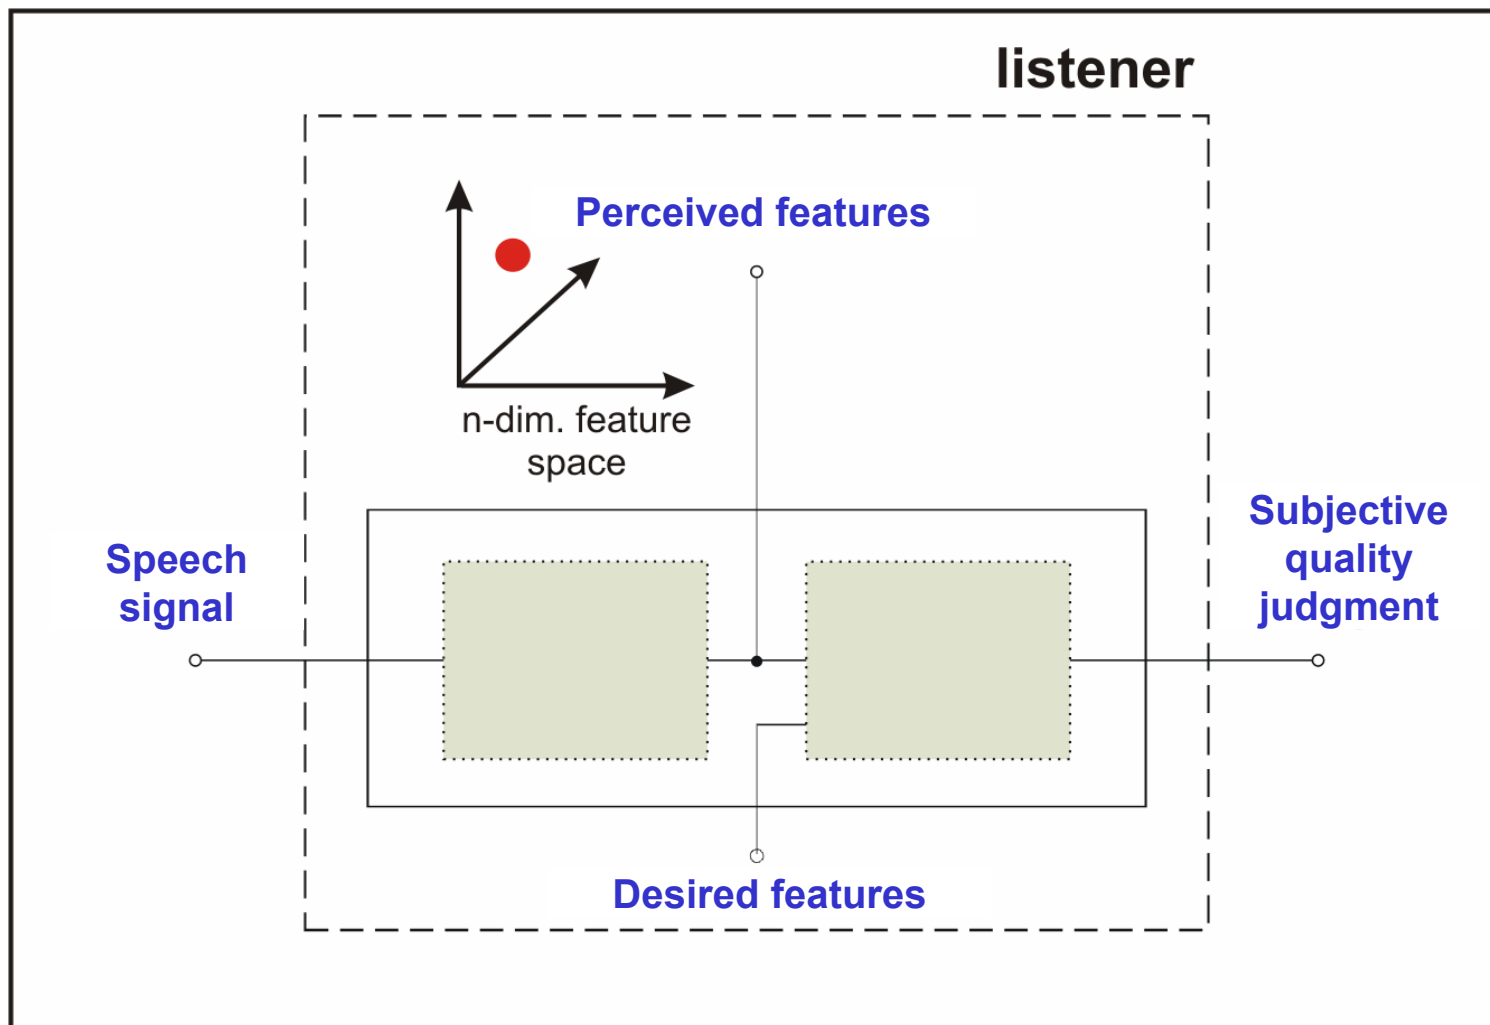 listener
Perceived features
n-dim. feature
space
Speech
signal
Subjective
quality
judgment
Desired features